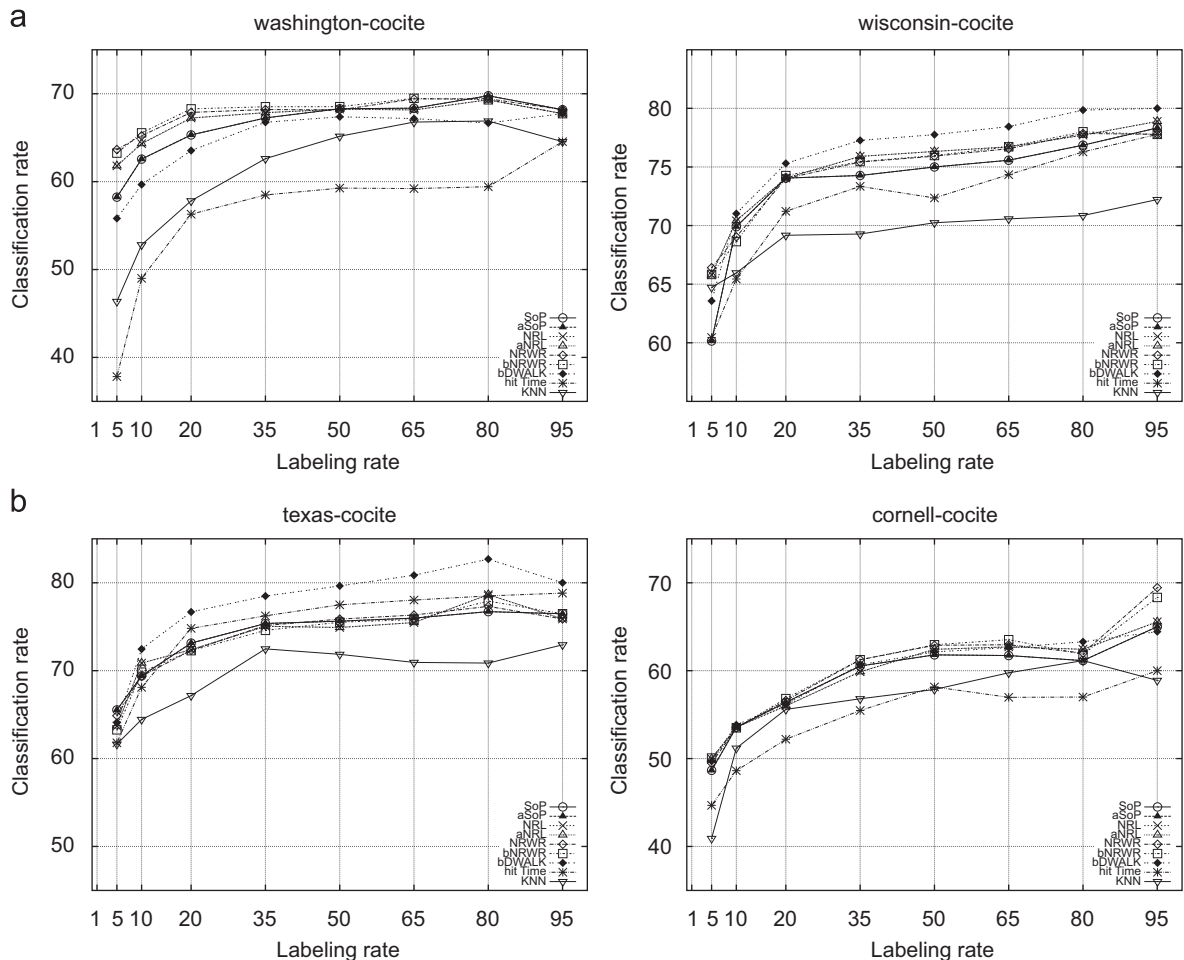 a
washington-cocite
Classification rate
70
60
50
40
SoP
aSoP
NRL
aNRL
NRWR
bNRWR
bDWALK
hit Time
KNN
1 5 10 20 35 50 65 80 95
Labeling rate
wisconsin-cocite
Classification rate
80
75
70
65
60
SoP
aSoP
NRL
aNRL
NRWR
bNRWR
bDWALK
hit Time
KNN
1 5 10 20 35 50 65 80 95
Labeling rate
b
texas-cocite
Classification rate
80
70
60
50
SoP
aSoP
NRL
aNRL
NRWR
bNRWR
bDWALK
hit Time
KNN
1 5 10 20 35 50 65 80 95
Labeling rate
cornell-cocite
Classification rate
70
60
50
40
SoP
aSoP
NRL
aNRL
NRWR
bNRWR
bDWALK
hit Time
KNN
1 5 10 20 35 50 65 80 95
Labeling rate